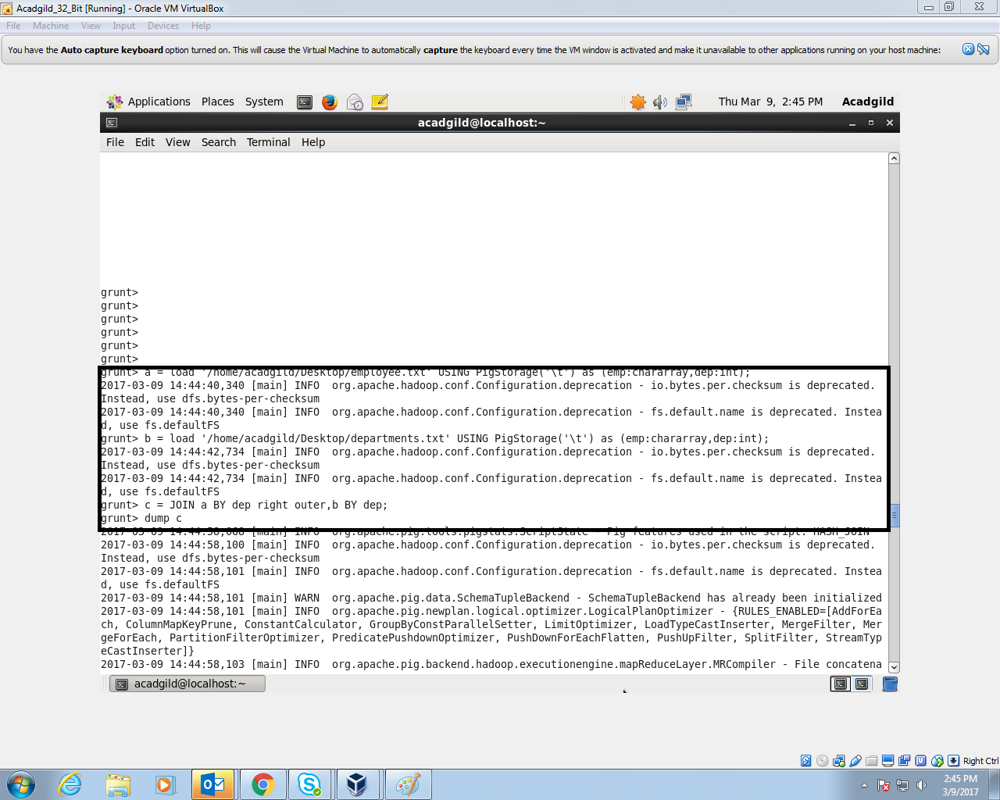 Acadgild_32_Bit [Running] - Oracle VM VirtualBox
File Machine View Input Devices Help
You have the Auto capture keyboard option turned on. This will cause the Virtual Machine to automatically capture the keyboard every time the VM window is activated and make it unavailable to other applications running on your host machine:
Applications Places System Thu Mar 9, 2:45 PM Acadgild
acadgild@localhost:~
File Edit View Search Terminal Help
grunt>
grunt>
grunt>
grunt>
grunt>
grunt>
grunt> a = load '/home/acadgild/Desktop/employee.txt' USING PigStorage('\t') as (emp:chararray,dep:int);
2017-03-09 14:44:40,340 [main] INFO  org.apache.hadoop.conf.Configuration.deprecation - io.bytes.per.checksum is deprecated.
Instead, use dfs.bytes-per-checksum
2017-03-09 14:44:40,340 [main] INFO  org.apache.hadoop.conf.Configuration.deprecation - fs.default.name is deprecated. Instea
d, use fs.defaultFS
grunt> b = load '/home/acadgild/Desktop/departments.txt' USING PigStorage('\t') as (emp:chararray,dep:int);
2017-03-09 14:44:42,734 [main] INFO  org.apache.hadoop.conf.Configuration.deprecation - io.bytes.per.checksum is deprecated.
Instead, use dfs.bytes-per-checksum
2017-03-09 14:44:42,734 [main] INFO  org.apache.hadoop.conf.Configuration.deprecation - fs.default.name is deprecated. Instea
d, use fs.defaultFS
grunt> c = JOIN a BY dep right outer,b BY dep;
grunt> dump c
2017-03-09 14:44:58,068 [main] INFO  org.apache.pig.tools.pigstats.ScriptState - Pig features used in the script: HASH_JOIN
2017-03-09 14:44:58,100 [main] INFO  org.apache.hadoop.conf.Configuration.deprecation - io.bytes.per.checksum is deprecated.
Instead, use dfs.bytes-per-checksum
2017-03-09 14:44:58,101 [main] INFO  org.apache.hadoop.conf.Configuration.deprecation - fs.default.name is deprecated. Instea
d, use fs.defaultFS
2017-03-09 14:44:58,101 [main] WARN  org.apache.pig.data.SchemaTupleBackend - SchemaTupleBackend has already been initialized
2017-03-09 14:44:58,101 [main] INFO  org.apache.pig.newplan.logical.optimizer.LogicalPlanOptimizer - {RULES_ENABLED=[AddForEa
ch, ColumnMapKeyPrune, ConstantCalculator, GroupByConstParallelSetter, LimitOptimizer, LoadTypeCastInserter, MergeFilter, Mer
geForEach, PartitionFilterOptimizer, PredicatePushdownOptimizer, PushDownForEachFlatten, PushUpFilter, SplitFilter, StreamTyp
eCastInserter]}
2017-03-09 14:44:58,103 [main] INFO  org.apache.pig.backend.hadoop.executionengine.mapReduceLayer.MRCompiler - File concatena
acadgild@localhost:~
Right Ctrl
2:45 PM
3/9/2017